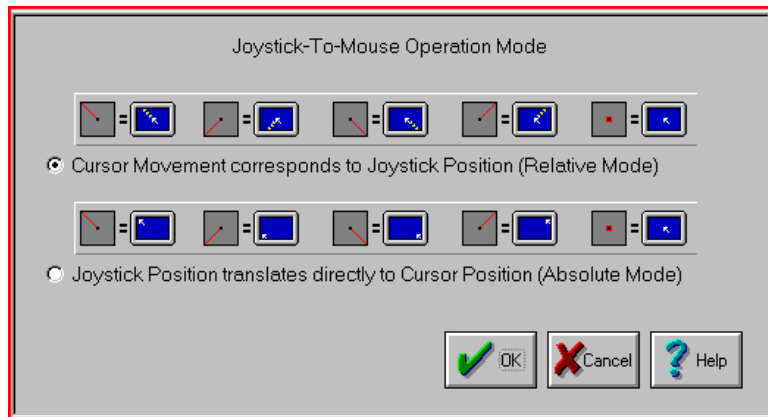 Joystick-To-Mouse Operation Mode
= = = = =
Cursor Movement corresponds to Joystick Position (Relative Mode)
= = = = =
Joystick Position translates directly to Cursor Position (Absolute Mode)
OK Cancel Help